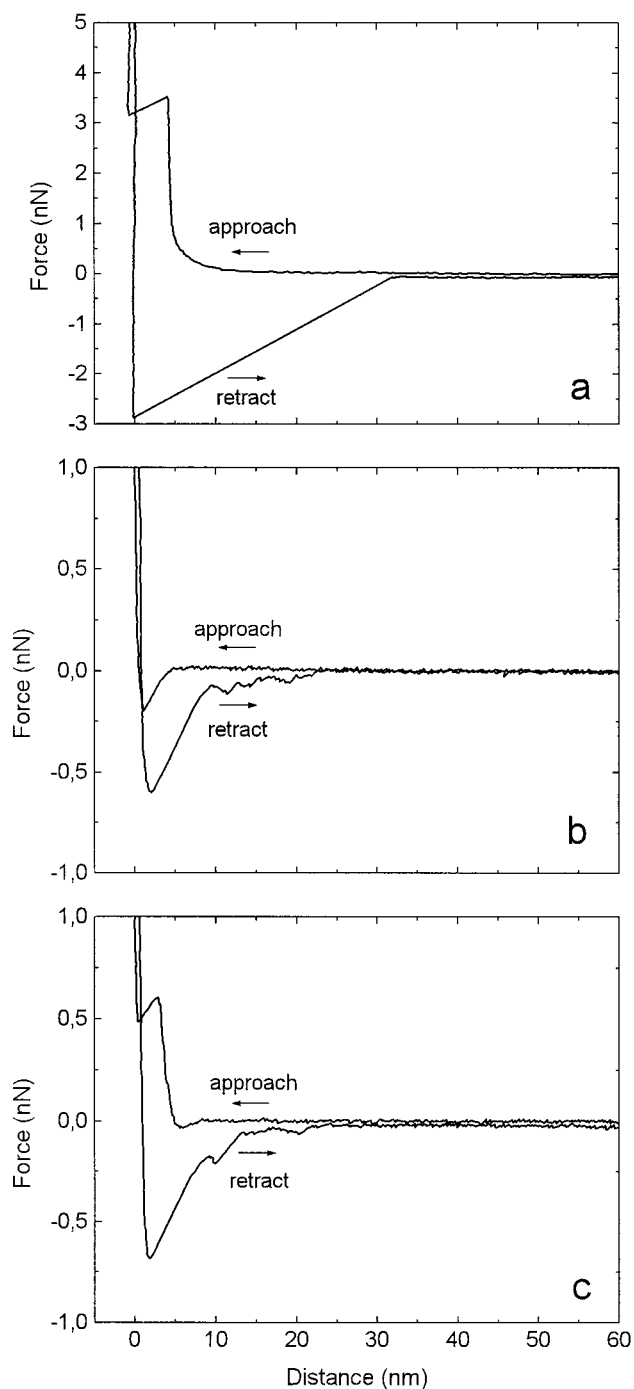 5
4
3
2
1
0
-1
-2
-3
Force (nN)
approach
retract
a
1,0
0,5
0,0
-0,5
-1,0
Force (nN)
approach
retract
b
1,0
0,5
0,0
-0,5
-1,0
Force (nN)
approach
retract
c
0 10 20 30 40 50 60
Distance (nm)